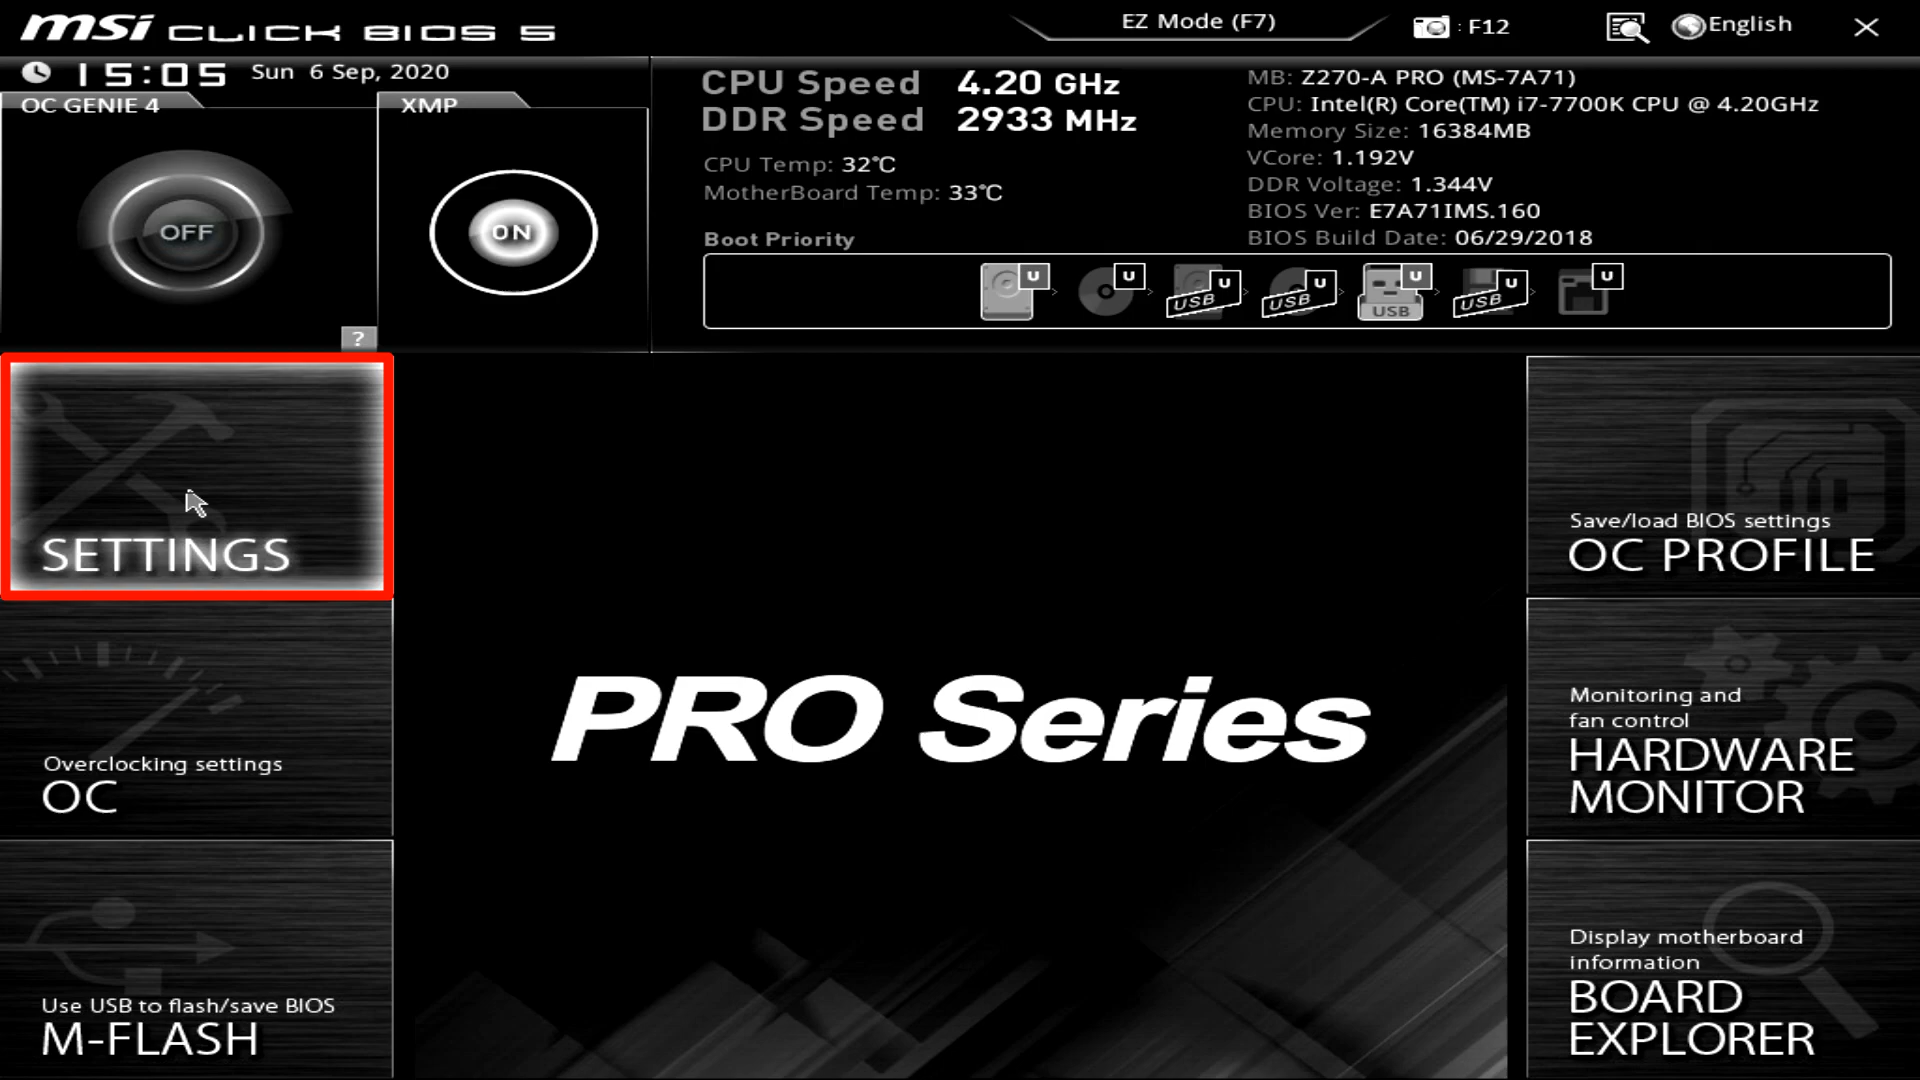 msi CLICK BIOS 5
EZ Mode (F7)
: F12
English
15:05 Sun 6 Sep, 2020
OC GENIE 4
OFF
?
XMP
ON
CPU Speed 4.20 GHz
DDR Speed 2933 MHz
CPU Temp: 32°C
MotherBoard Temp: 33°C
MB: Z270-A PRO (MS-7A71)
CPU: Intel(R) Core(TM) i7-7700K CPU @ 4.20GHz
Memory Size: 16384MB
VCore: 1.192V
DDR Voltage: 1.344V
BIOS Ver: E7A71IMS.160
BIOS Build Date: 06/29/2018
Boot Priority
U U U USB U USB U USB U USB U
SETTINGS
Overclocking settings
OC
Use USB to flash/save BIOS
M-FLASH
PRO Series
Save/load BIOS settings
OC PROFILE
Monitoring and
fan control
HARDWARE
MONITOR
Display motherboard
information
BOARD
EXPLORER